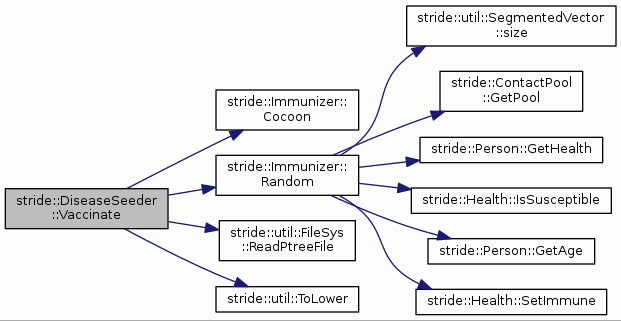 stride::DiseaseSeeder
::Vaccinate
stride::Immunizer::
Cocoon
stride::Immunizer::
Random
stride::util::FileSys
::ReadPtreeFile
stride::util::ToLower
stride::util::SegmentedVector
::size
stride::ContactPool
::GetPool
stride::Person::GetHealth
stride::Health::IsSusceptible
stride::Person::GetAge
stride::Health::SetImmune